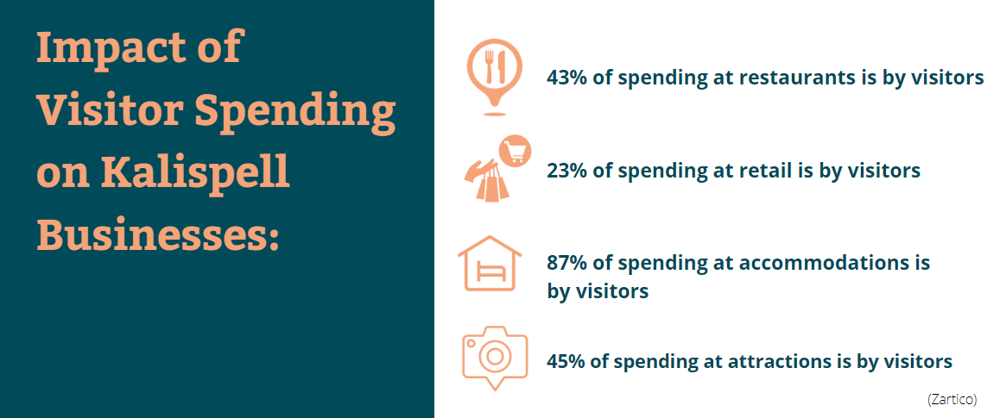 Impact of
Visitor Spending
on Kalispell
Businesses:
43% of spending at restaurants is by visitors
23% of spending at retail is by visitors
87% of spending at accommodations is
by visitors
45% of spending at attractions is by visitors
(Zartico)